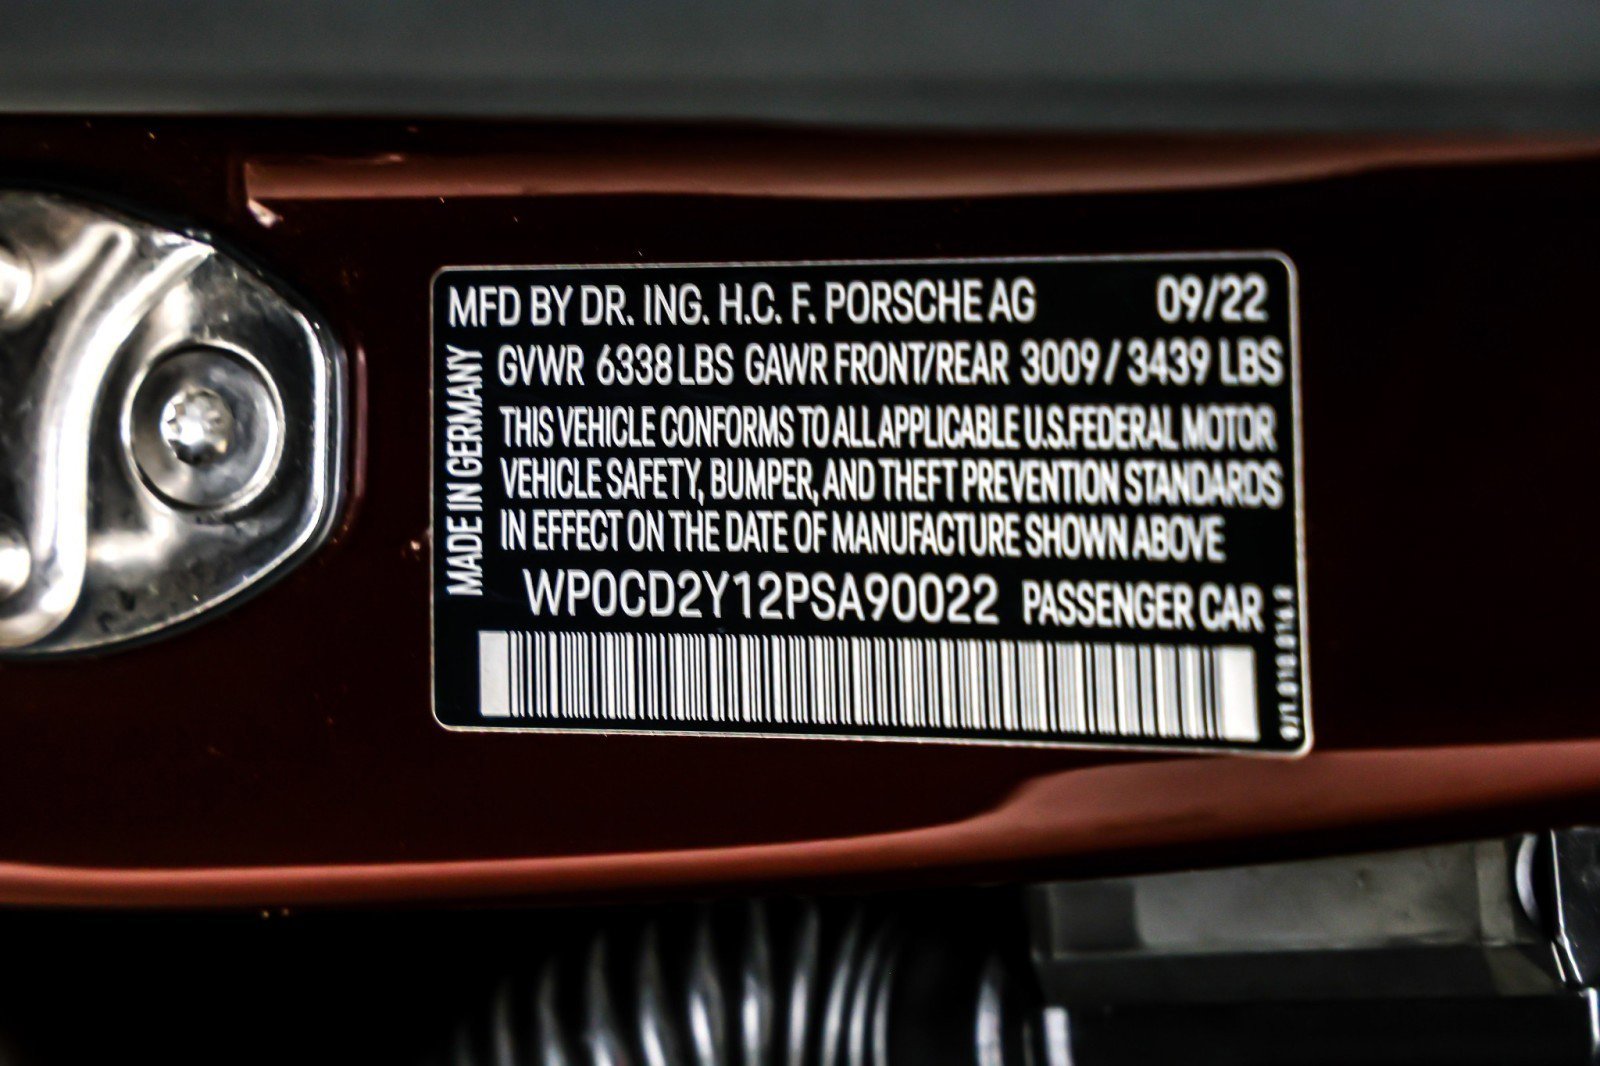 MFD BY DR. ING. H.C. F. PORSCHE AG 09/22
GVWR 6338 LBS GAWR FRONT/REAR 3009 / 3439 LBS
THIS VEHICLE CONFORMS TO ALL APPLICABLE U.S.FEDERAL MOTOR
VEHICLE SAFETY, BUMPER, AND THEFT PREVENTION STANDARDS
IN EFFECT ON THE DATE OF MANUFACTURE SHOWN ABOVE
WP0CD2Y12PSA90022 PASSENGER CAR
MADE IN GERMANY